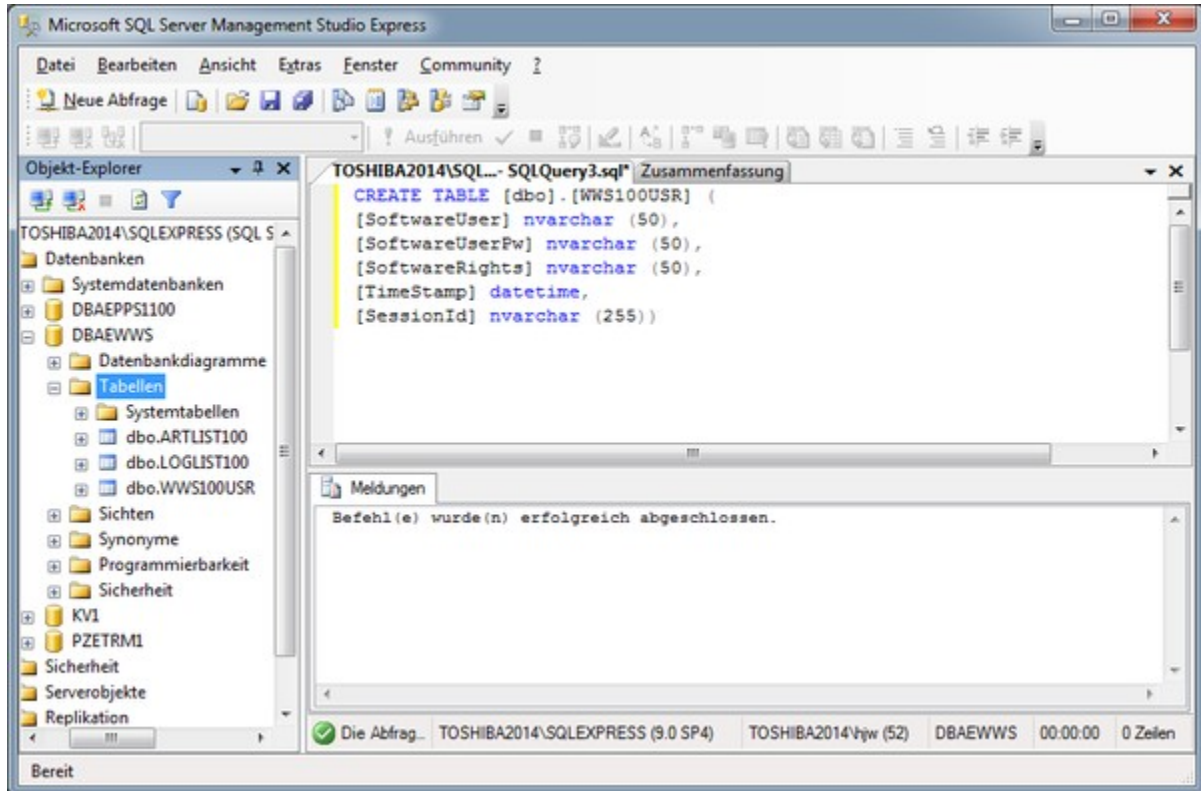 Microsoft SQL Server Management Studio Express
Datei Bearbeiten Ansicht Extras Fenster Community ?
Neue Abfrage
Ausführen
Objekt-Explorer
TOSHIBA2014\SQLEXPRESS (SQL S
Datenbanken
Systemdatenbanken
DBAEPPS1100
DBAEWWS
Datenbankdiagramme
Tabellen
Systemtabellen
dbo.ARTLIST100
dbo.LOGLIST100
dbo.WWS100USR
Sichten
Synonyme
Programmierbarkeit
Sicherheit
KV1
PZETRM1
Sicherheit
Serverobjekte
Replikation
TOSHIBA2014\SQL...- SQLQuery3.sql* Zusammenfassung
CREATE TABLE [dbo].[WWS100USR] (
[SoftwareUser] nvarchar (50),
[SoftwareUserPw] nvarchar (50),
[SoftwareRights] nvarchar (50),
[TimeStamp] datetime,
[SessionId] nvarchar (255))
Meldungen
Befehl(e) wurde(n) erfolgreich abgeschlossen.
Die Abfrag... TOSHIBA2014\SQLEXPRESS (9.0 SP4) TOSHIBA2014\hjw (52) DBAEWWS 00:00:00 0 Zeilen
Bereit